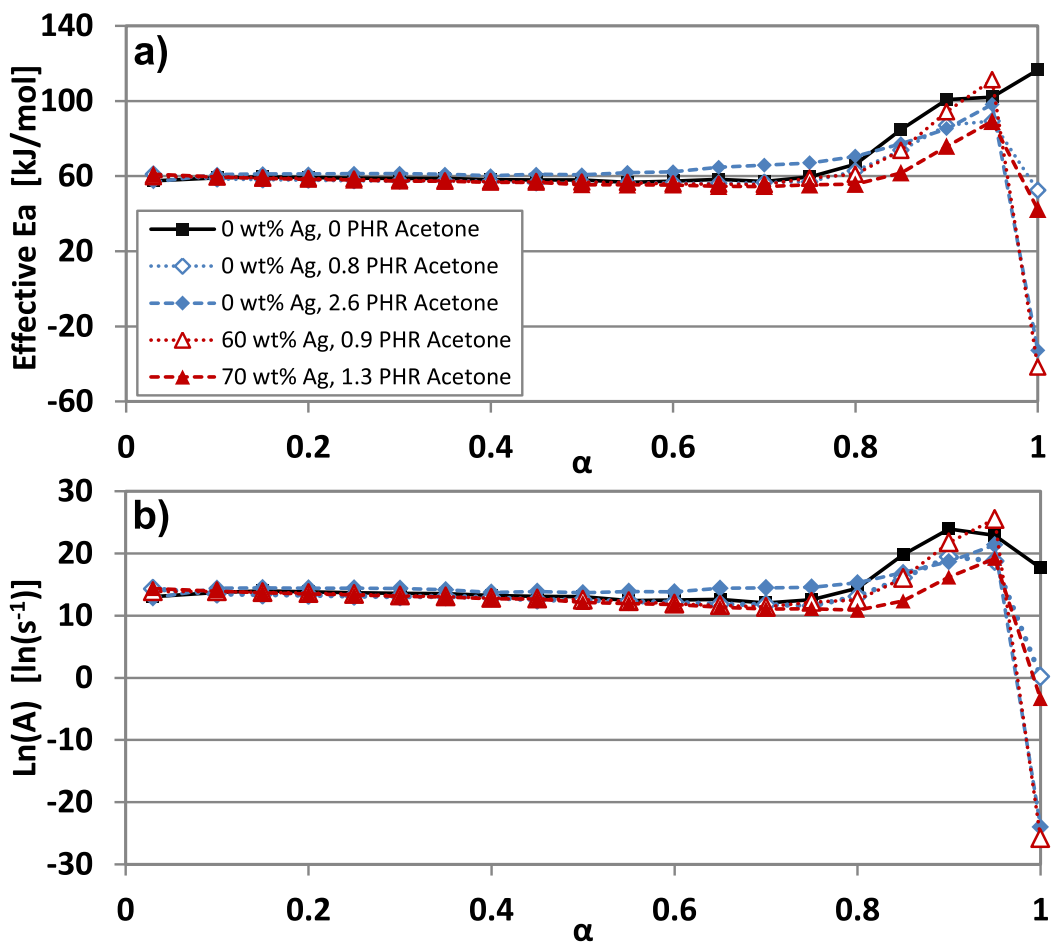 a)
Effective Ea [kJ/mol]
140
100
60
20
-20
-60
0 wt% Ag, 0 PHR Acetone
0 wt% Ag, 0.8 PHR Acetone
0 wt% Ag, 2.6 PHR Acetone
60 wt% Ag, 0.9 PHR Acetone
70 wt% Ag, 1.3 PHR Acetone
0 0.2 0.4 0.6 0.8 1
α
b)
Ln(A) [ln(s⁻¹)]
30
20
10
0
-10
-20
-30
0 0.2 0.4 0.6 0.8 1
α